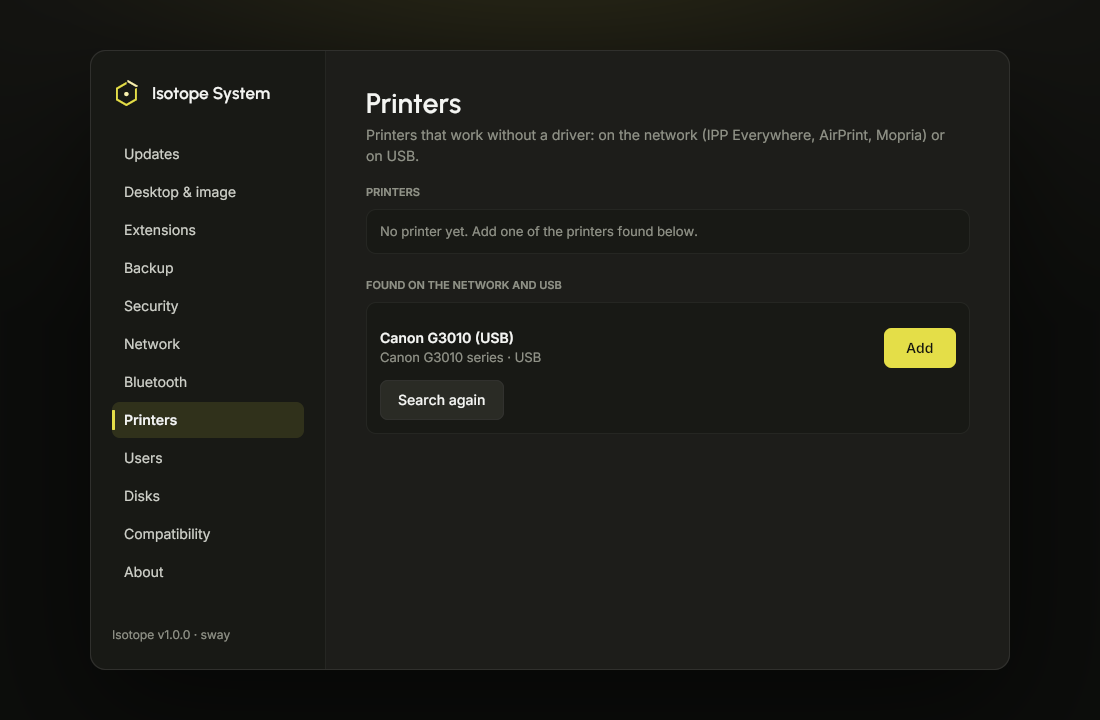 Isotope System
Updates
Desktop & image
Extensions
Backup
Security
Network
Bluetooth
Printers
Users
Disks
Compatibility
About
Isotope v1.0.0 · sway
Printers
Printers that work without a driver: on the network (IPP Everywhere, AirPrint, Mopria) or
on USB.
PRINTERS
No printer yet. Add one of the printers found below.
FOUND ON THE NETWORK AND USB
Canon G3010 (USB)
Canon G3010 series · USB
Add
Search again